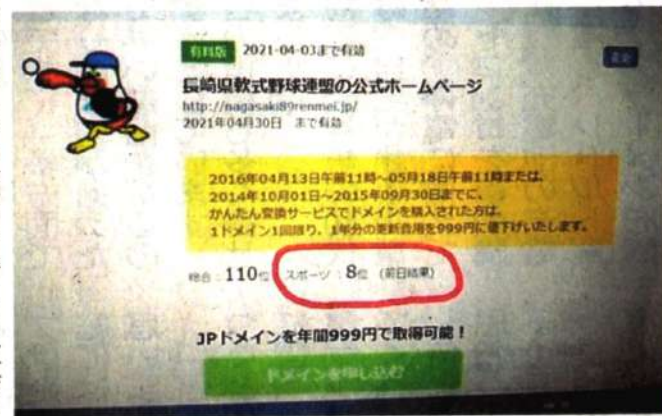 有料版 2021-04-03まで有効
変更
長崎県軟式野球連盟の公式ホームページ
http://nagasaki89renmei.jp/
2021年04月30日 まで有効
2016年04月13日午前11時~05月18日午前11時または、
2014年10月01日~2015年09月30日までに、
かんたん変換サービスでドメインを購入された方は、
1ドメイン1回限り、1年分の更新費用を999円に値下げいたします。
総合:110位 スポーツ:8位 (前日結果)
JPドメインを年間999円で取得可能!
ドメインを申し込む